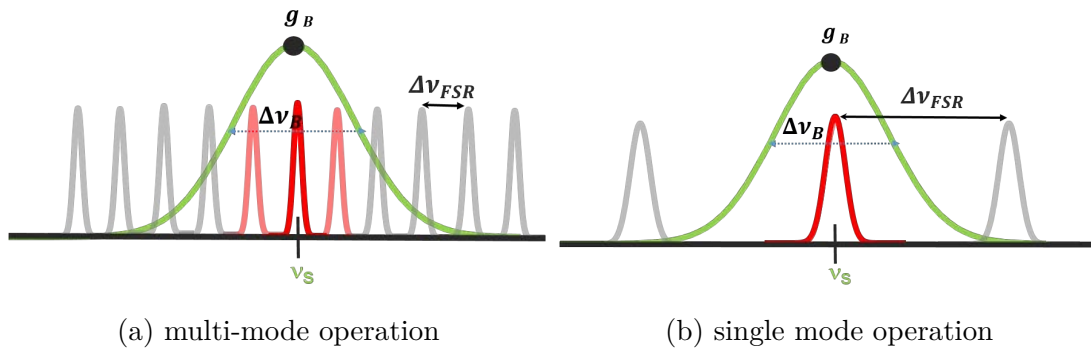 g_B
Δν_FSR
Δν_B
ν_S
(a) multi-mode operation
g_B
Δν_FSR
Δν_B
ν_S
(b) single mode operation